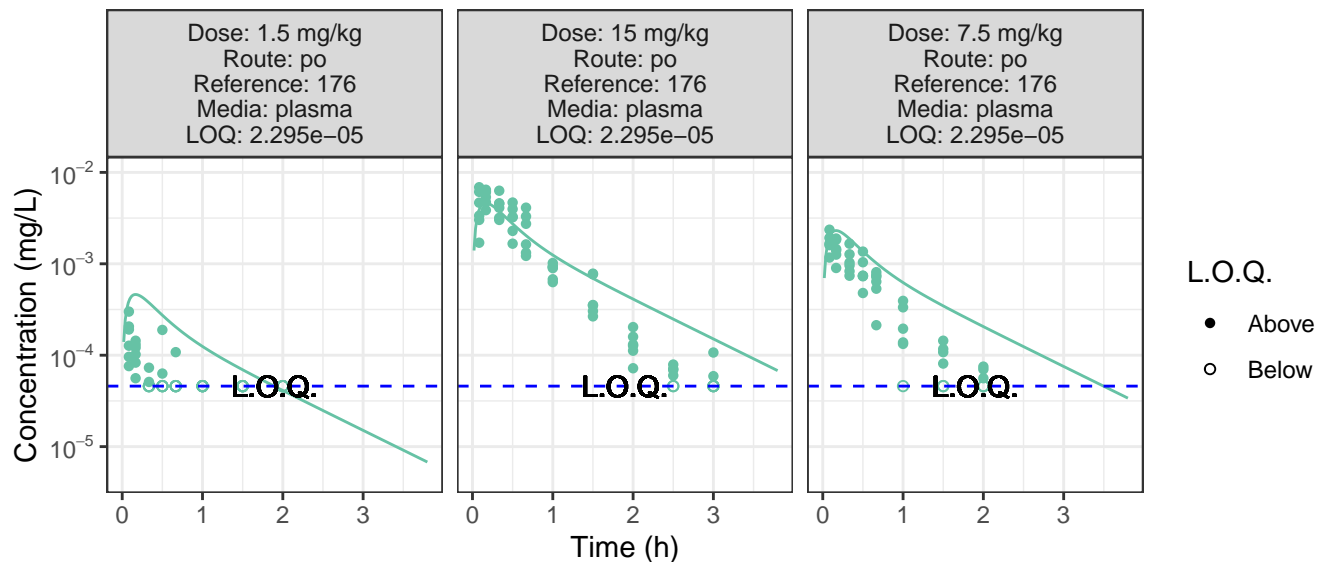 Dose: 1.5 mg/kg
Route: po
Reference: 176
Media: plasma
LOQ: 2.295e−05
Dose: 15 mg/kg
Route: po
Reference: 176
Media: plasma
LOQ: 2.295e−05
Dose: 7.5 mg/kg
Route: po
Reference: 176
Media: plasma
LOQ: 2.295e−05
Concentration (mg/L)
10⁻²
10⁻³
10⁻⁴
10⁻⁵
L.O.Q.
L.O.Q.
L.O.Q.
0 1 2 3
0 1 2 3
0 1 2 3
Time (h)
L.O.Q.
Above
Below